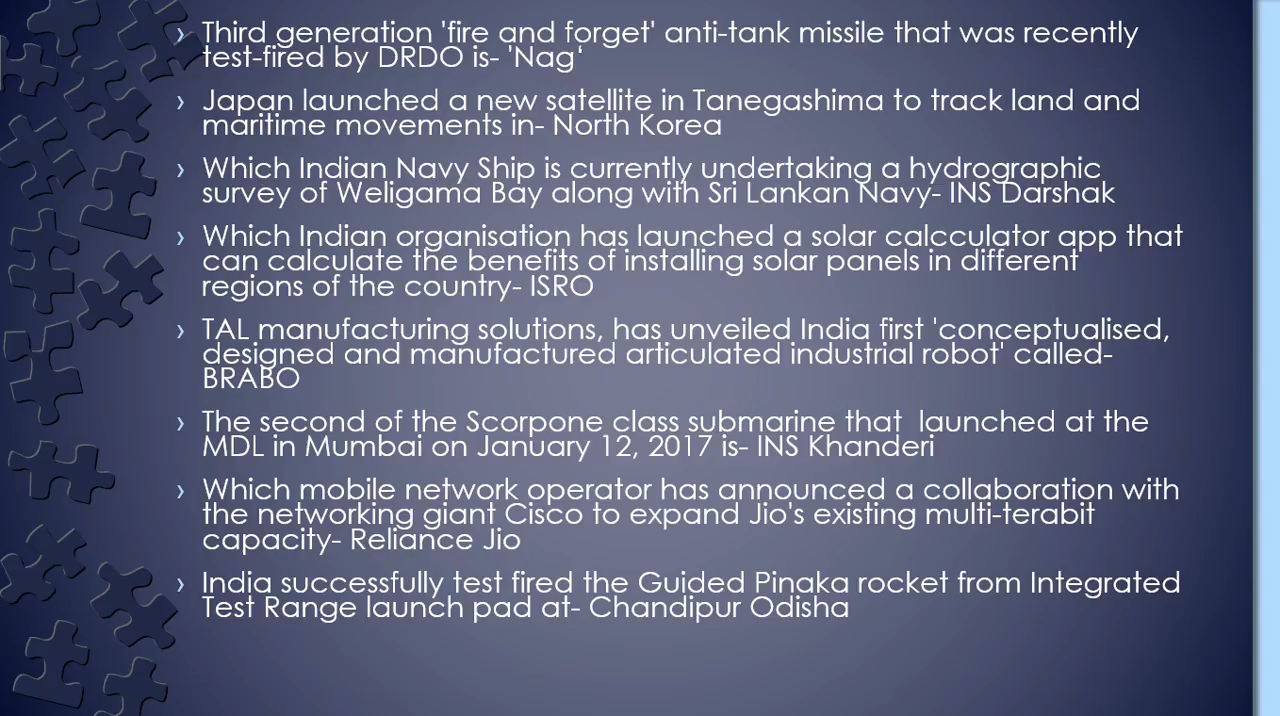 › Third generation 'fire and forget' anti-tank missile that was recently
test-fired by DRDO is- 'Nag‘
› Japan launched a new satellite in Tanegashima to track land and
maritime movements in- North Korea
› Which Indian Navy Ship is currently undertaking a hydrographic
survey of Weligama Bay along with Sri Lankan Navy- INS Darshak
› Which Indian organisation has launched a solar calcculator app that
can calculate the benefits of installing solar panels in different
regions of the country- ISRO
› TAL manufacturing solutions, has unveiled India first 'conceptualised,
designed and manufactured articulated industrial robot' called-
BRABO
› The second of the Scorpone class submarine that  launched at the
MDL in Mumbai on January 12, 2017 is- INS Khanderi
› Which mobile network operator has announced a collaboration with
the networking giant Cisco to expand Jio's existing multi-terabit
capacity- Reliance Jio
› India successfully test fired the Guided Pinaka rocket from Integrated
Test Range launch pad at- Chandipur Odisha